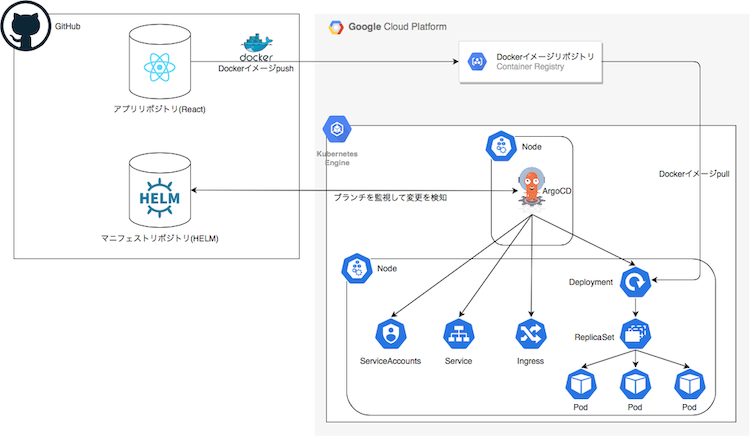 GitHub
Google Cloud Platform
docker
Dockerイメージpush
Dockerイメージリポジトリ
Container Registry
アプリリポジトリ(React)
Kubernetes
Engine
Node
Dockerイメージpull
HELM
ブランチを監視して変更を検知
ArgoCD
マニフェストリポジトリ(HELM)
Node
Deployment
ServiceAccounts
Service
Ingress
ReplicaSet
Pod
Pod
Pod